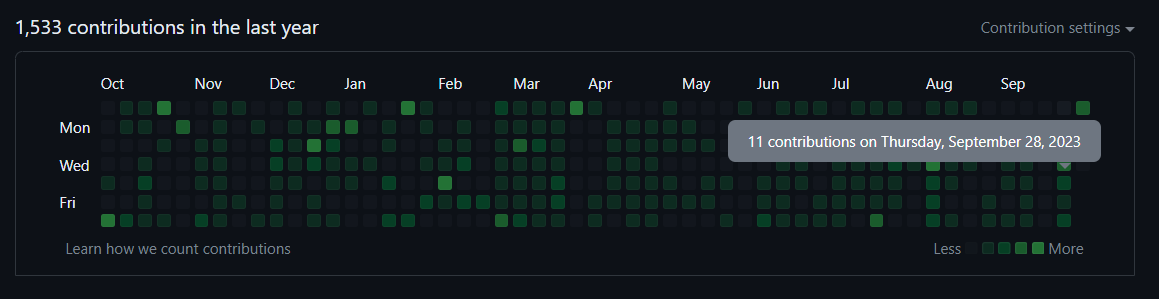 1,533 contributions in the last year
Contribution settings
Oct Nov Dec Jan Feb Mar Apr May Jun Jul Aug Sep
Mon
11 contributions on Thursday, September 28, 2023
Wed
Fri
Learn how we count contributions
Less More